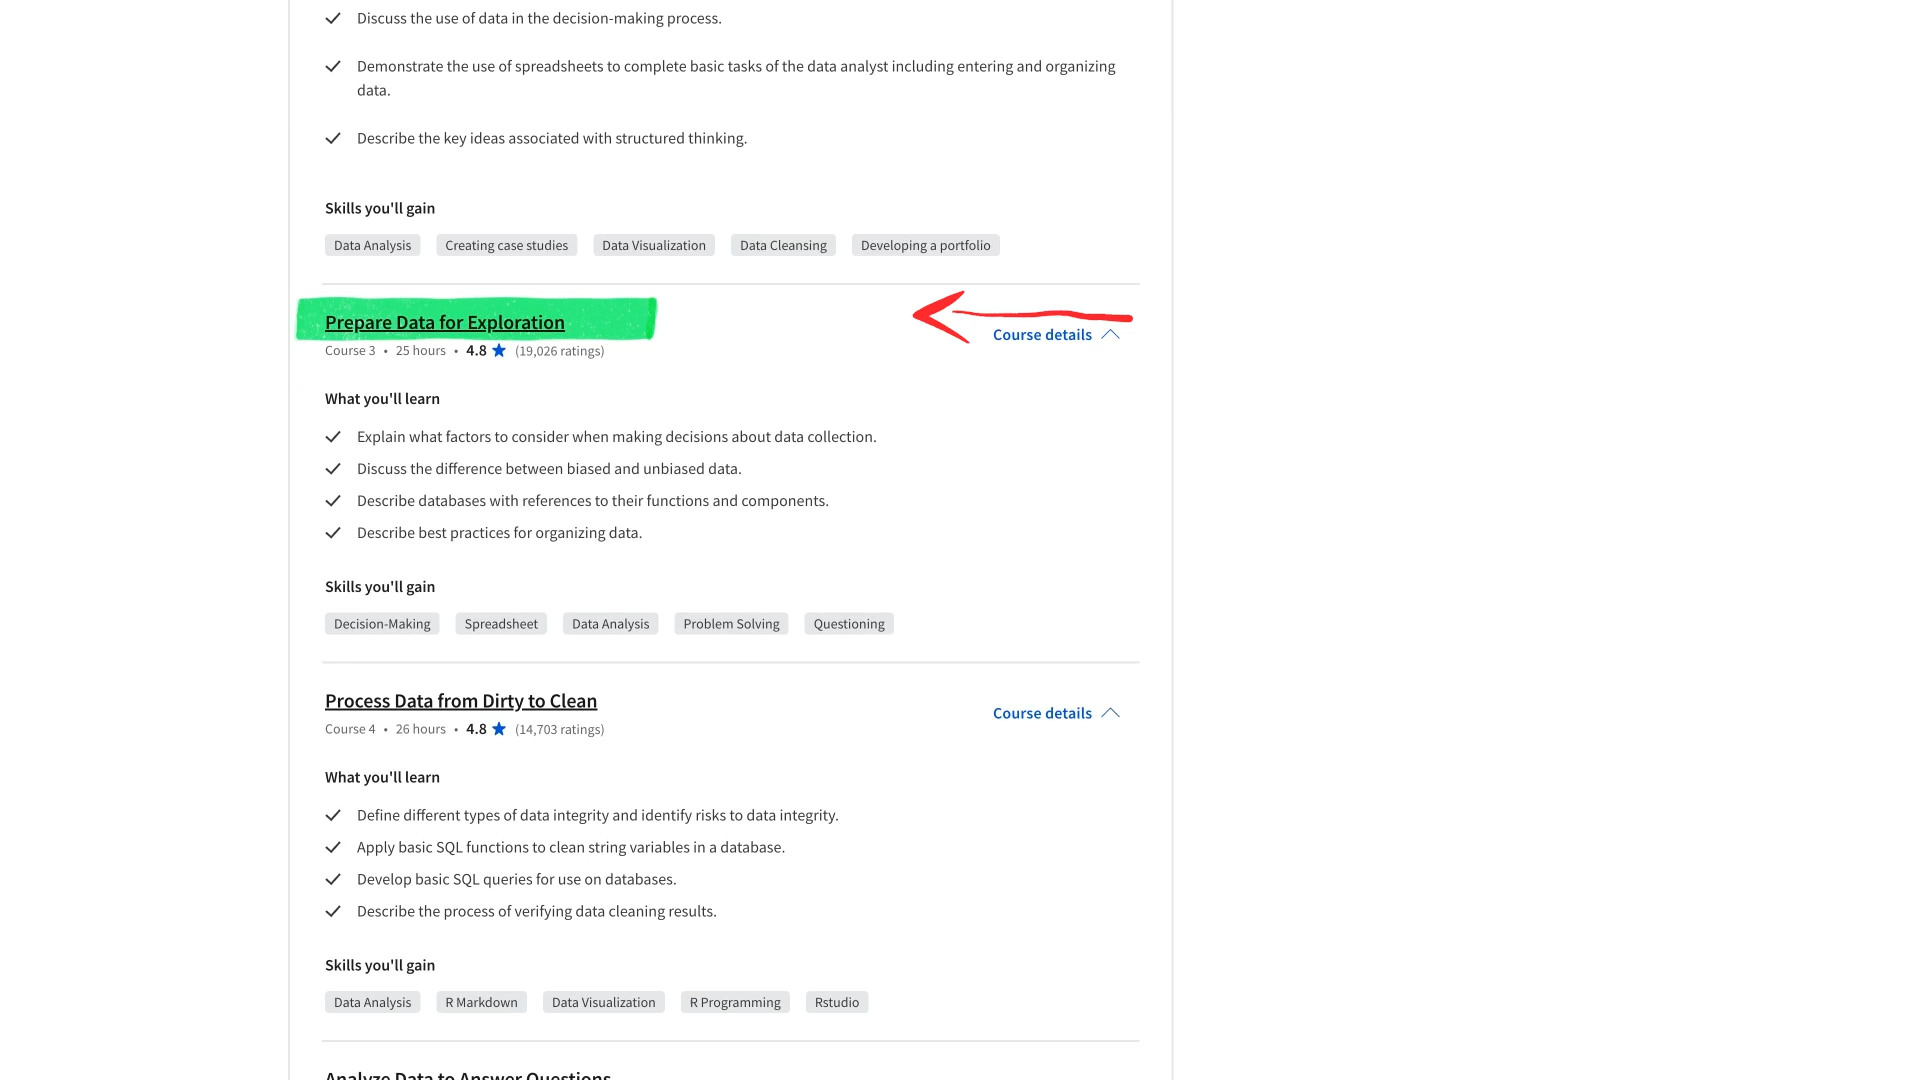 Discuss the use of data in the decision-making process.
Demonstrate the use of spreadsheets to complete basic tasks of the data analyst including entering and organizing
data.
Describe the key ideas associated with structured thinking.
Skills you'll gain
Data Analysis Creating case studies Data Visualization Data Cleansing Developing a portfolio
Prepare Data for Exploration
Course details
Course 3 • 25 hours • 4.8 ★ (19,026 ratings)
What you'll learn
Explain what factors to consider when making decisions about data collection.
Discuss the difference between biased and unbiased data.
Describe databases with references to their functions and components.
Describe best practices for organizing data.
Skills you'll gain
Decision-Making Spreadsheet Data Analysis Problem Solving Questioning
Process Data from Dirty to Clean
Course details
Course 4 • 26 hours • 4.8 ★ (14,703 ratings)
What you'll learn
Define different types of data integrity and identify risks to data integrity.
Apply basic SQL functions to clean string variables in a database.
Develop basic SQL queries for use on databases.
Describe the process of verifying data cleaning results.
Skills you'll gain
Data Analysis R Markdown Data Visualization R Programming Rstudio
Analyze Data to Answer Questions